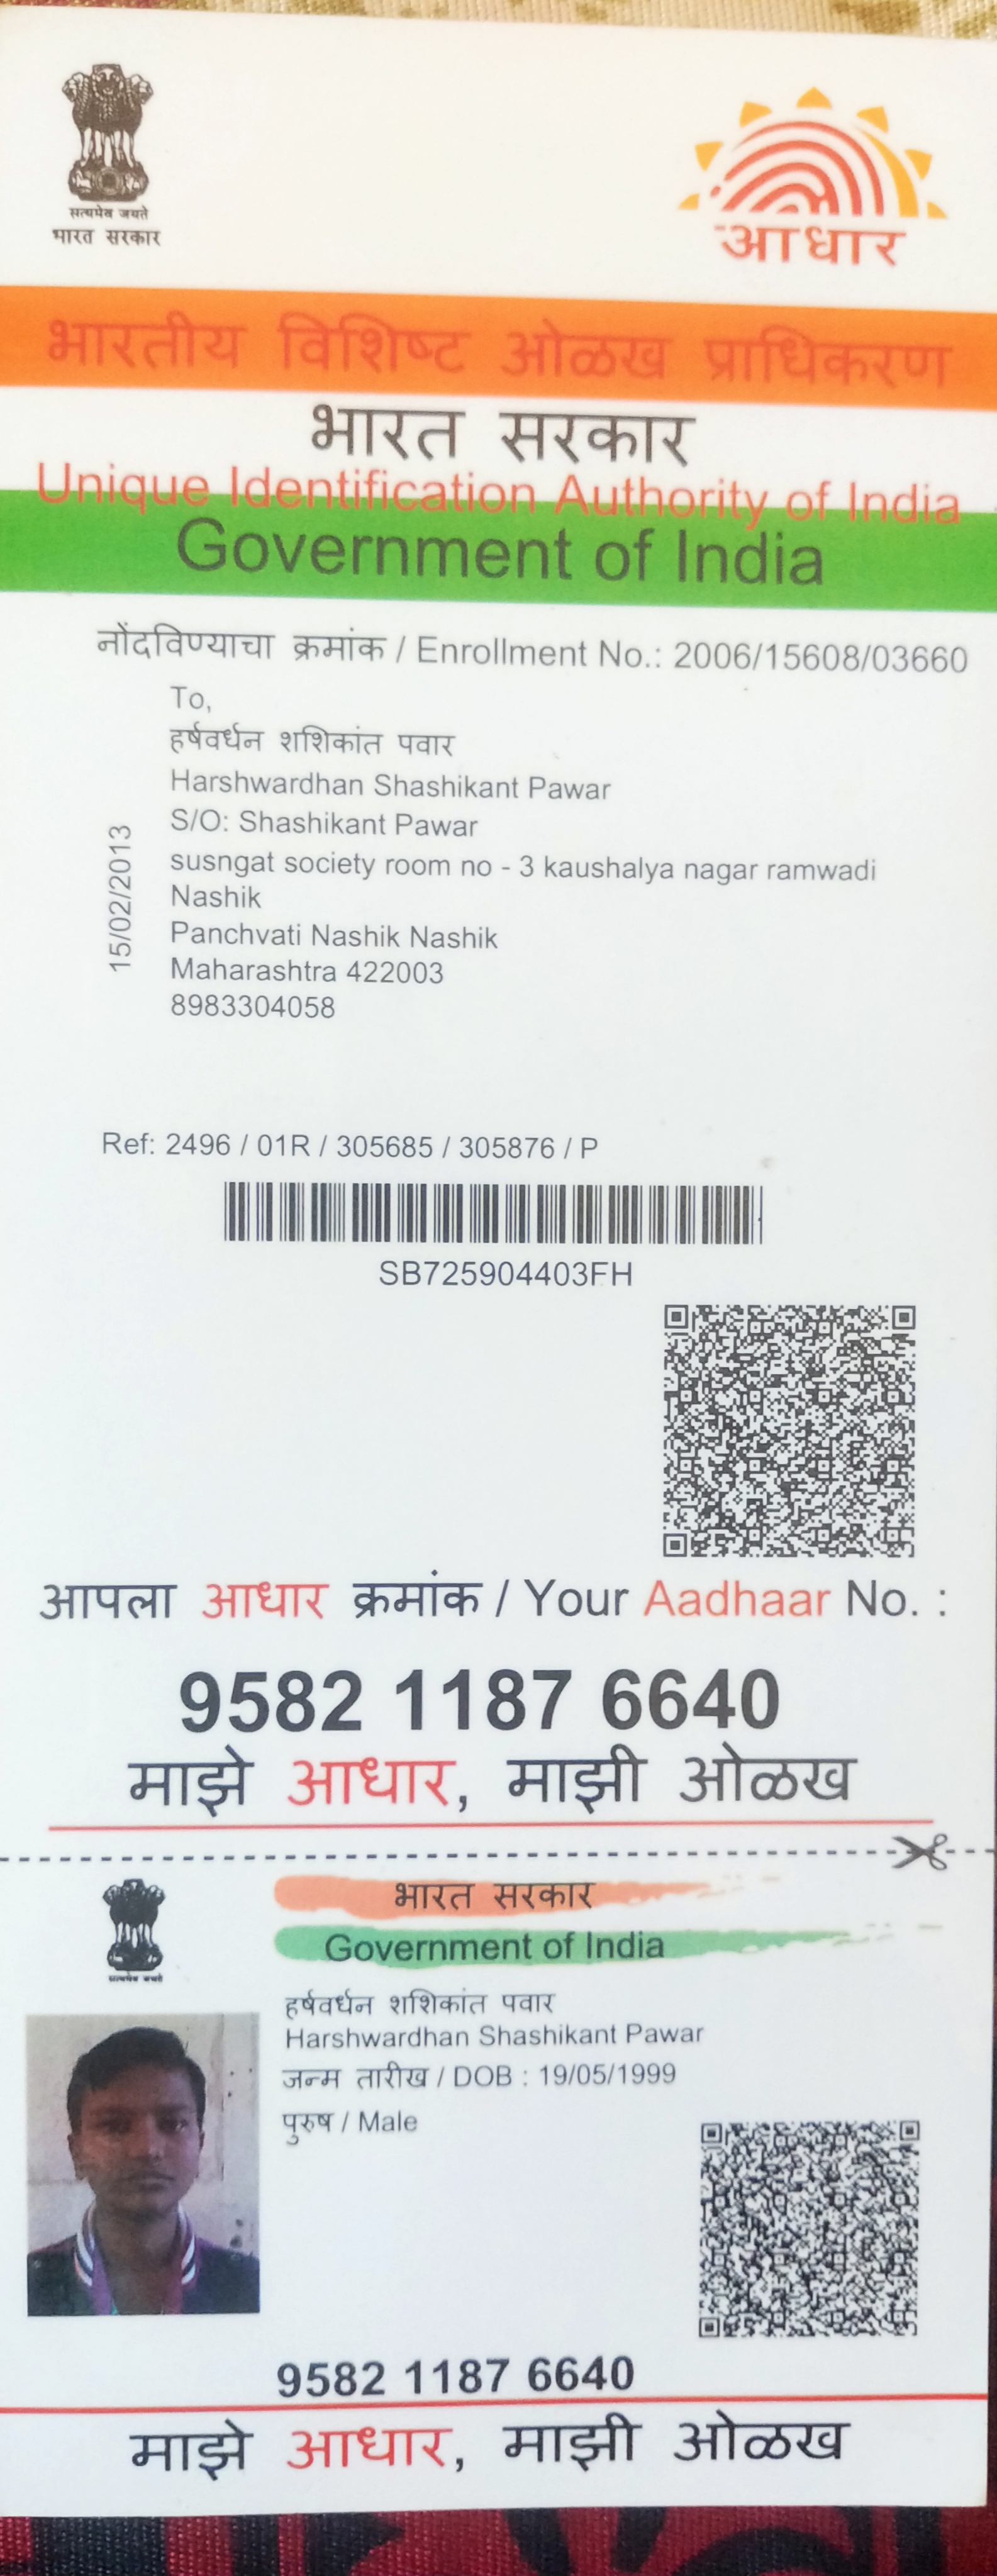 सत्यमेव जयते
भारत सरकार
आधार
भारतीय विशिष्ट ओळख प्राधिकरण
भारत सरकार
Unique Identification Authority of India
Government of India
नोंदविण्याचा क्रमांक / Enrollment No.: 2006/15608/03660
To,
हर्षवर्धन शशिकांत पवार
Harshwardhan Shashikant Pawar
S/O: Shashikant Pawar
susngat society room no - 3 kaushalya nagar ramwadi
Nashik
Panchvati Nashik Nashik
Maharashtra 422003
8983304058
15/02/2013
Ref: 2496 / 01R / 305685 / 305876 / P
SB725904403FH
आपला आधार क्रमांक / Your Aadhaar No. :
9582 1187 6640
माझे आधार, माझी ओळख
सत्यमेव जयते
भारत सरकार
Government of India
हर्षवर्धन शशिकांत पवार
Harshwardhan Shashikant Pawar
जन्म तारीख / DOB : 19/05/1999
पुरुष / Male
9582 1187 6640
माझे आधार, माझी ओळख